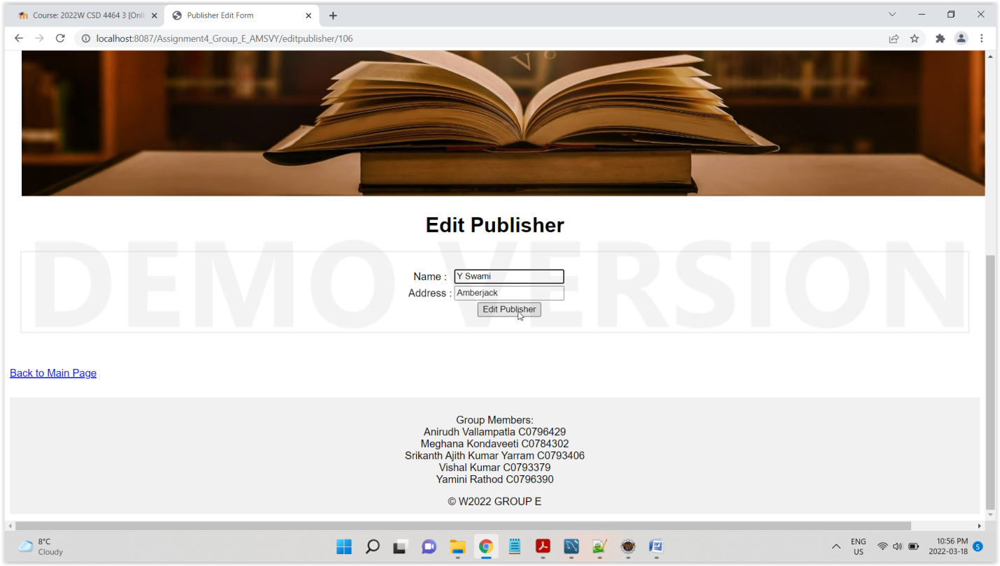 Course: 2022W CSD 4464 3 [Onli
Publisher Edit Form
localhost:8087/Assignment4_Group_E_AMSVY/editpublisher/106
Edit Publisher
DEMO VERSION
Name : Y Swami
Address : Amberjack
Edit Publisher
Back to Main Page
Group Members:
Anirudh Vallampatla C0796429
Meghana Kondaveeti C0784302
Srikanth Ajith Kumar Yarram C0793406
Vishal Kumar C0793379
Yamini Rathod C0796390
© W2022 GROUP E
8°C
Cloudy
ENG
US
10:56 PM
2022-03-18
5